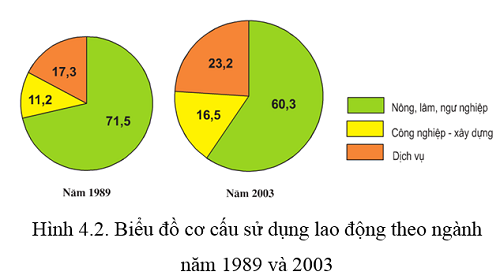 17,3
11,2
71,5
23,2
16,5
60,3
Nông, lâm, ngư nghiệp
Công nghiệp - xây dựng
Dịch vụ
Năm 1989
Năm 2003
Hình 4.2. Biểu đồ cơ cấu sử dụng lao động theo ngành
năm 1989 và 2003